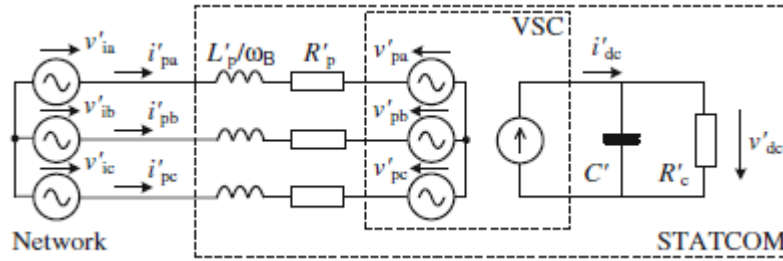 VSC
v'ia i'pa L'p/ωB R'p v'pa i'dc
v'ib i'pb v'pb
v'ic i'pc v'pc C' R'c v'dc
Network STATCOM